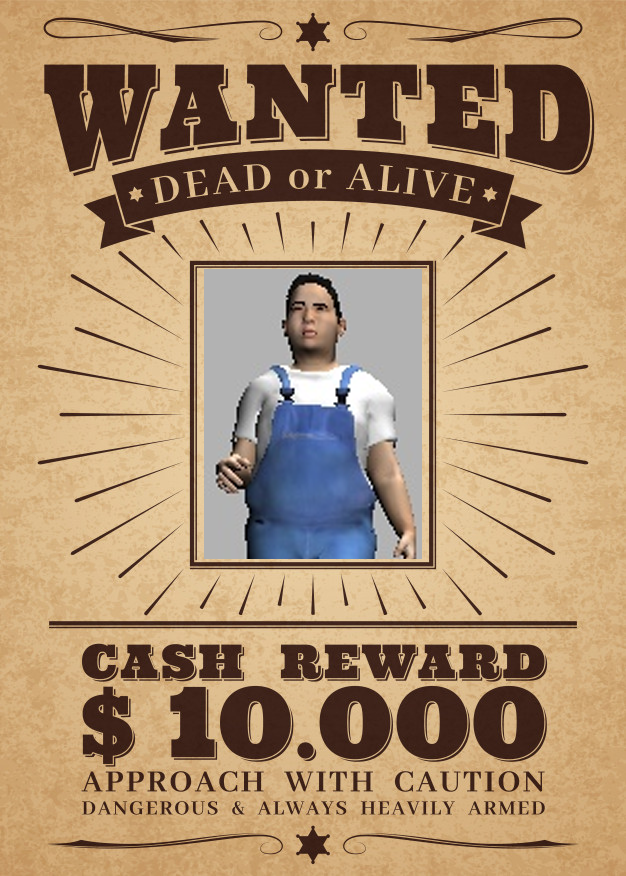 WANTED
DEAD or ALIVE
CASH REWARD
$ 10.000
APPROACH WITH CAUTION
DANGEROUS & ALWAYS HEAVILY ARMED